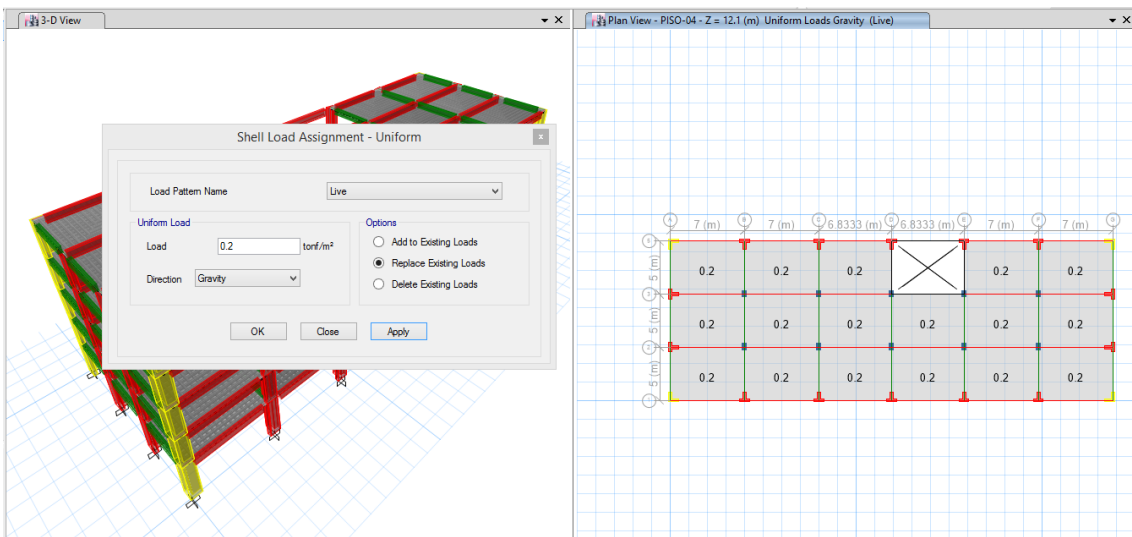 3-D View
Shell Load Assignment - Uniform
x
Load Pattern Name
Live
Uniform Load
Load
0.2
tonf/m²
Direction
Gravity
Options
Add to Existing Loads
Replace Existing Loads
Delete Existing Loads
OK
Close
Apply
Plan View - PISO-04 - Z = 12.1 (m) Uniform Loads Gravity (Live)
A B C D E F G
7 (m) 7 (m) 6.8333 (m) 6.8333 (m) 7 (m) 7 (m)
5 (m)
0.2 0.2 0.2 0.2 0.2
3
5 (m)
0.2 0.2 0.2 0.2 0.2 0.2
2
5 (m)
0.2 0.2 0.2 0.2 0.2 0.2
1